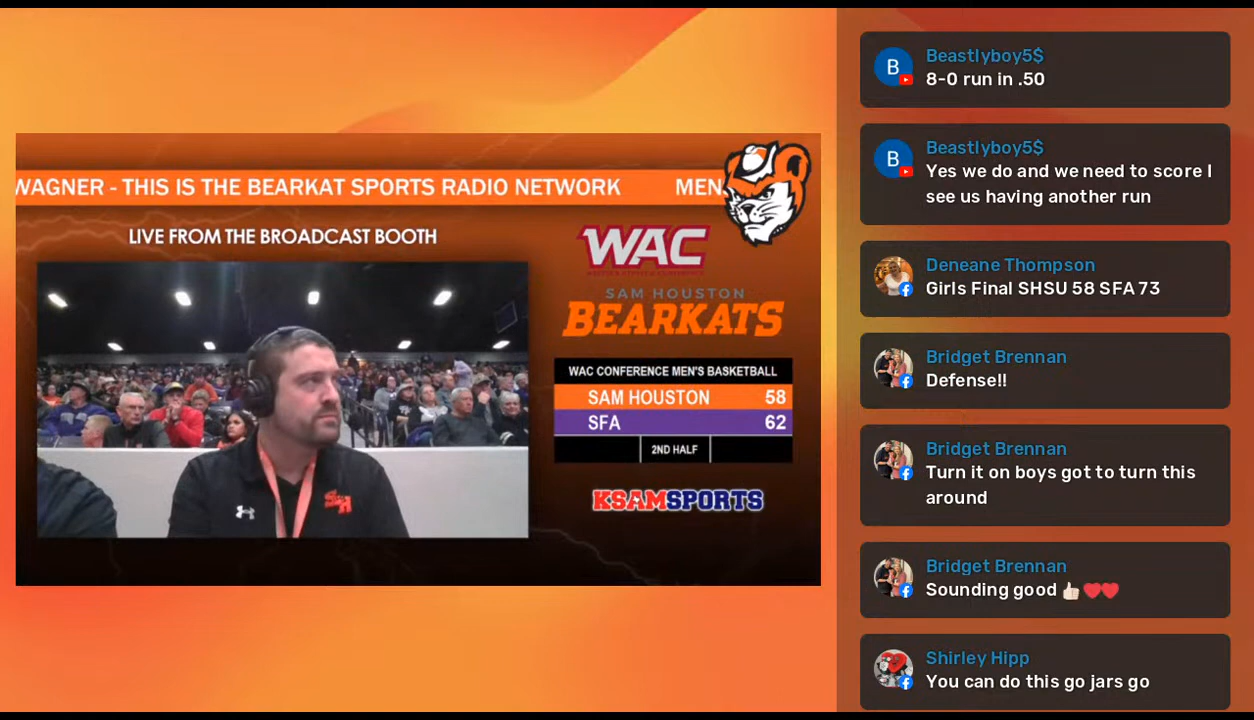 WAGNER - THIS IS THE BEARKAT SPORTS RADIO NETWORK MEN
LIVE FROM THE BROADCAST BOOTH
WAC
SAM HOUSTON
BEARKATS
WAC CONFERENCE MEN'S BASKETBALL
SAM HOUSTON 58
SFA 62
2ND HALF
KSAMSPORTS
SH
B
Beastlyboy5$
8-0 run in .50
B
Beastlyboy5$
Yes we do and we need to score I
see us having another run
Deneane Thompson
Girls Final SHSU 58 SFA 73
Bridget Brennan
Defense!!
Bridget Brennan
Turn it on boys got to turn this
around
Bridget Brennan
Sounding good 👍🏻❤️❤️
Shirley Hipp
You can do this go jars go